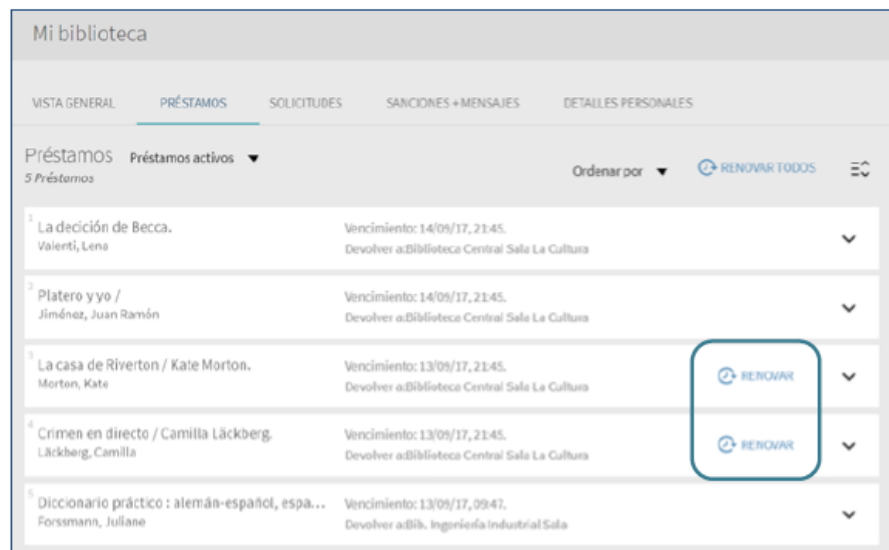 Mi biblioteca
VISTA GENERAL PRÉSTAMOS SOLICITUDES SANCIONES + MENSAJES DETALLES PERSONALES
Préstamos Préstamos activos
5 Préstamos
Ordenar por RENOVAR TODOS
1 La decición de Becca. Vencimiento: 14/09/17, 21:45.
Valenti, Lena Devolver a:Biblioteca Central Sala La Cultura
2 Platero y yo / Vencimiento: 14/09/17, 21:45.
Jiménez, Juan Ramón Devolver a:Biblioteca Central Sala La Cultura
3 La casa de Riverton / Kate Morton. Vencimiento: 13/09/17, 21:45. RENOVAR
Morton, Kate Devolver a:Biblioteca Central Sala La Cultura
4 Crimen en directo / Camilla Läckberg. Vencimiento: 13/09/17, 21:45. RENOVAR
Läckberg, Camilla Devolver a:Biblioteca Central Sala La Cultura
5 Diccionario práctico : alemán-español, espa... Vencimiento: 13/09/17, 09:47.
Forssmann, Juliane Devolver a:Bib. Ingeniería Industrial Sala